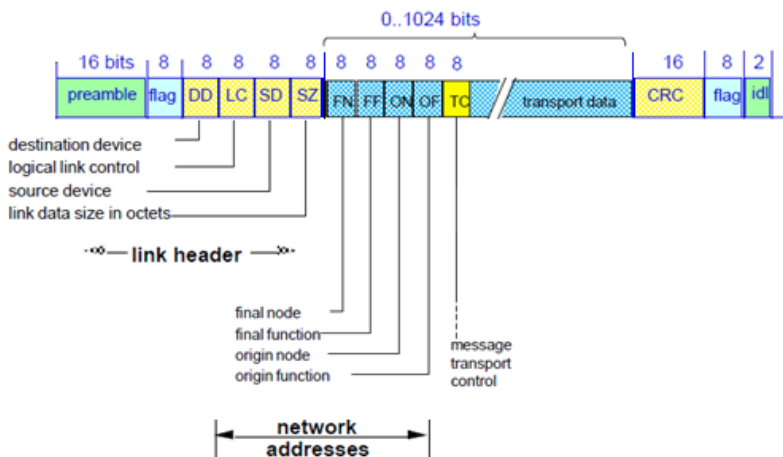 0..1024 bits
16 bits 8 8 8 8 8 8 8 8 8 8 16 8 2
preamble flag DD LC SD SZ FN FF ON OF TC transport data CRC flag idl
destination device
logical link control
source device
link data size in octets
link header
final node
final function
origin node
origin function
message
transport
control
network
addresses